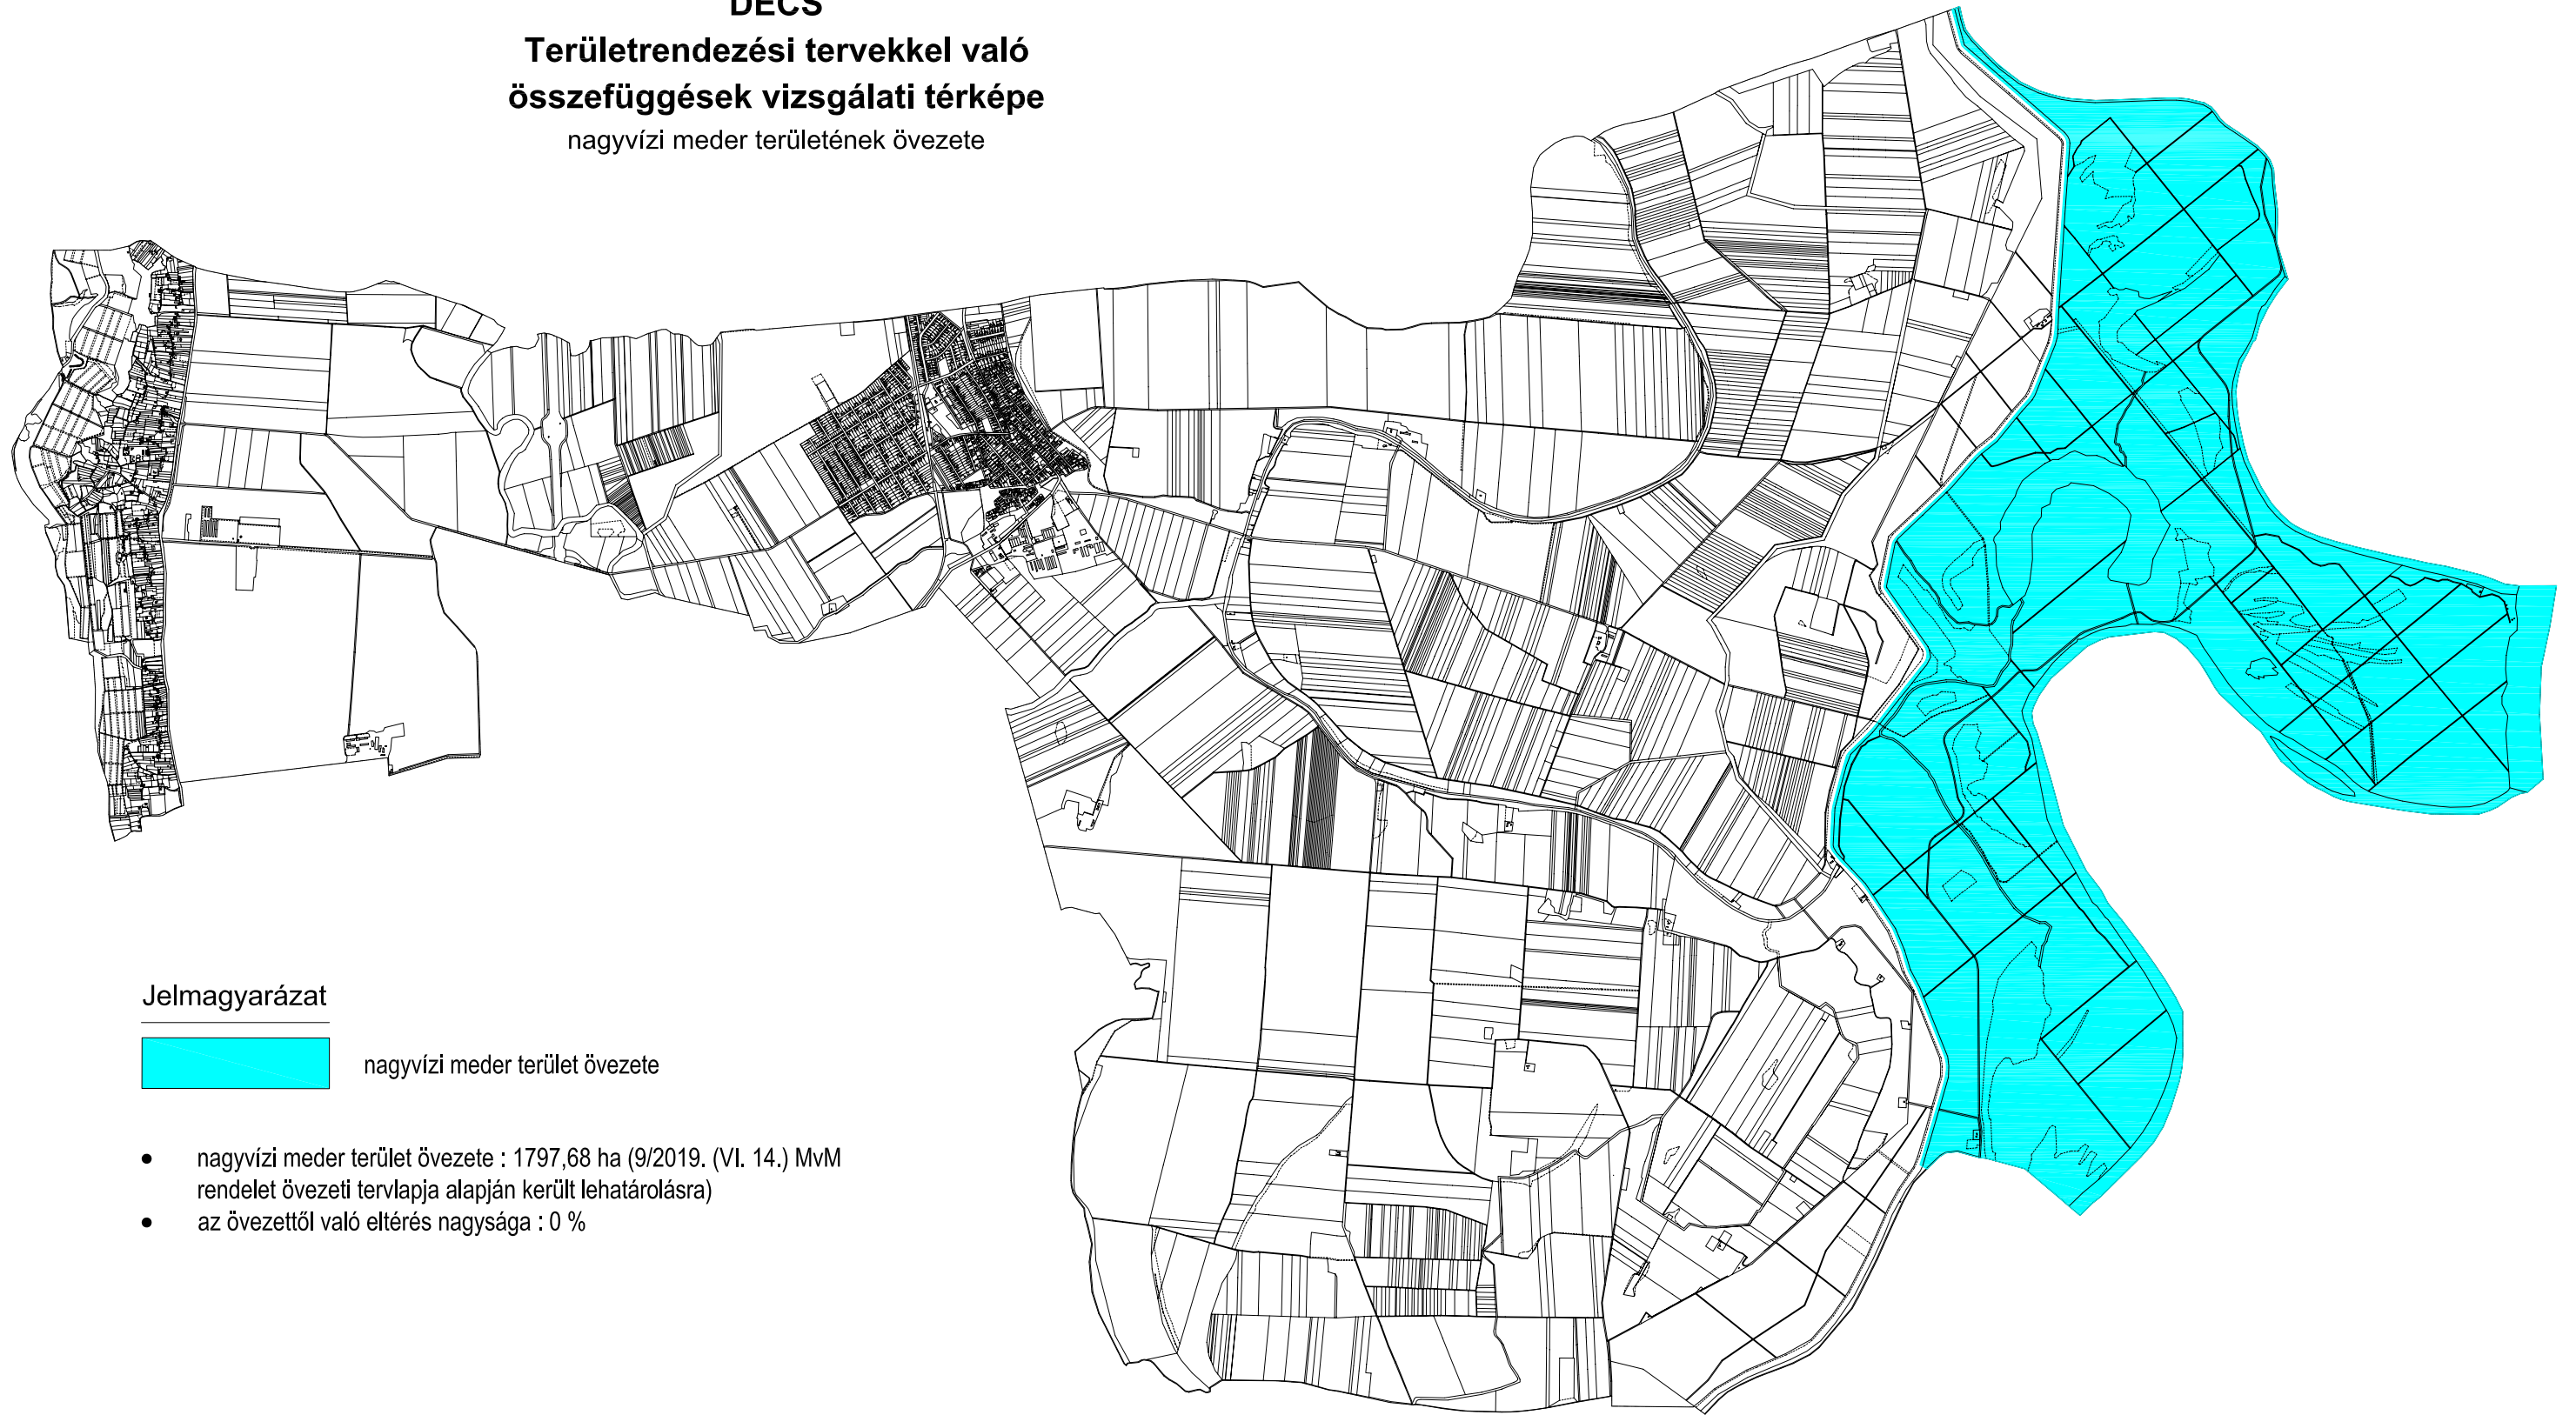 DECS
Területrendezési tervekkel való
összefüggések vizsgálati térképe
nagyvízi meder területének övezete
Jelmagyarázat
nagyvízi meder terület övezete
• nagyvízi meder terület övezete : 1797,68 ha (9/2019. (VI. 14.) MvM
rendelet övezeti tervlapja alapján került lehatárolásra)
• az övezettől való eltérés nagysága : 0 %